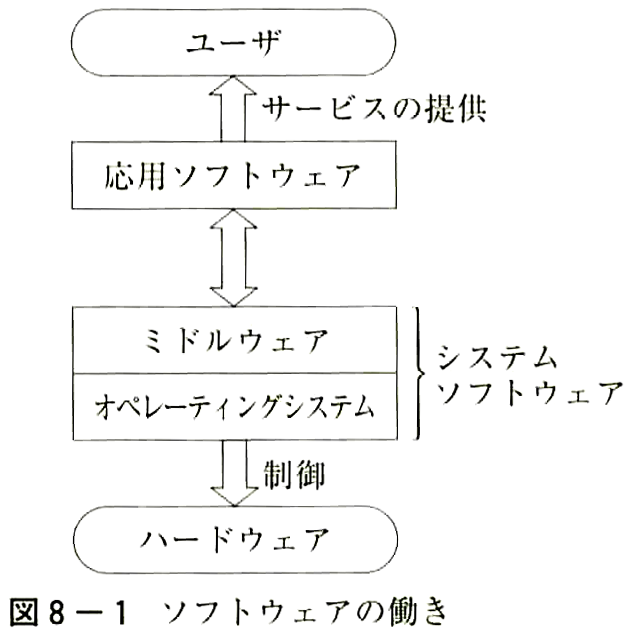 ユーザ
サービスの提供
応用ソフトウェア
ミドルウェア
オペレーティングシステム
システム
ソフトウェア
制御
ハードウェア
図8－1 ソフトウェアの働き